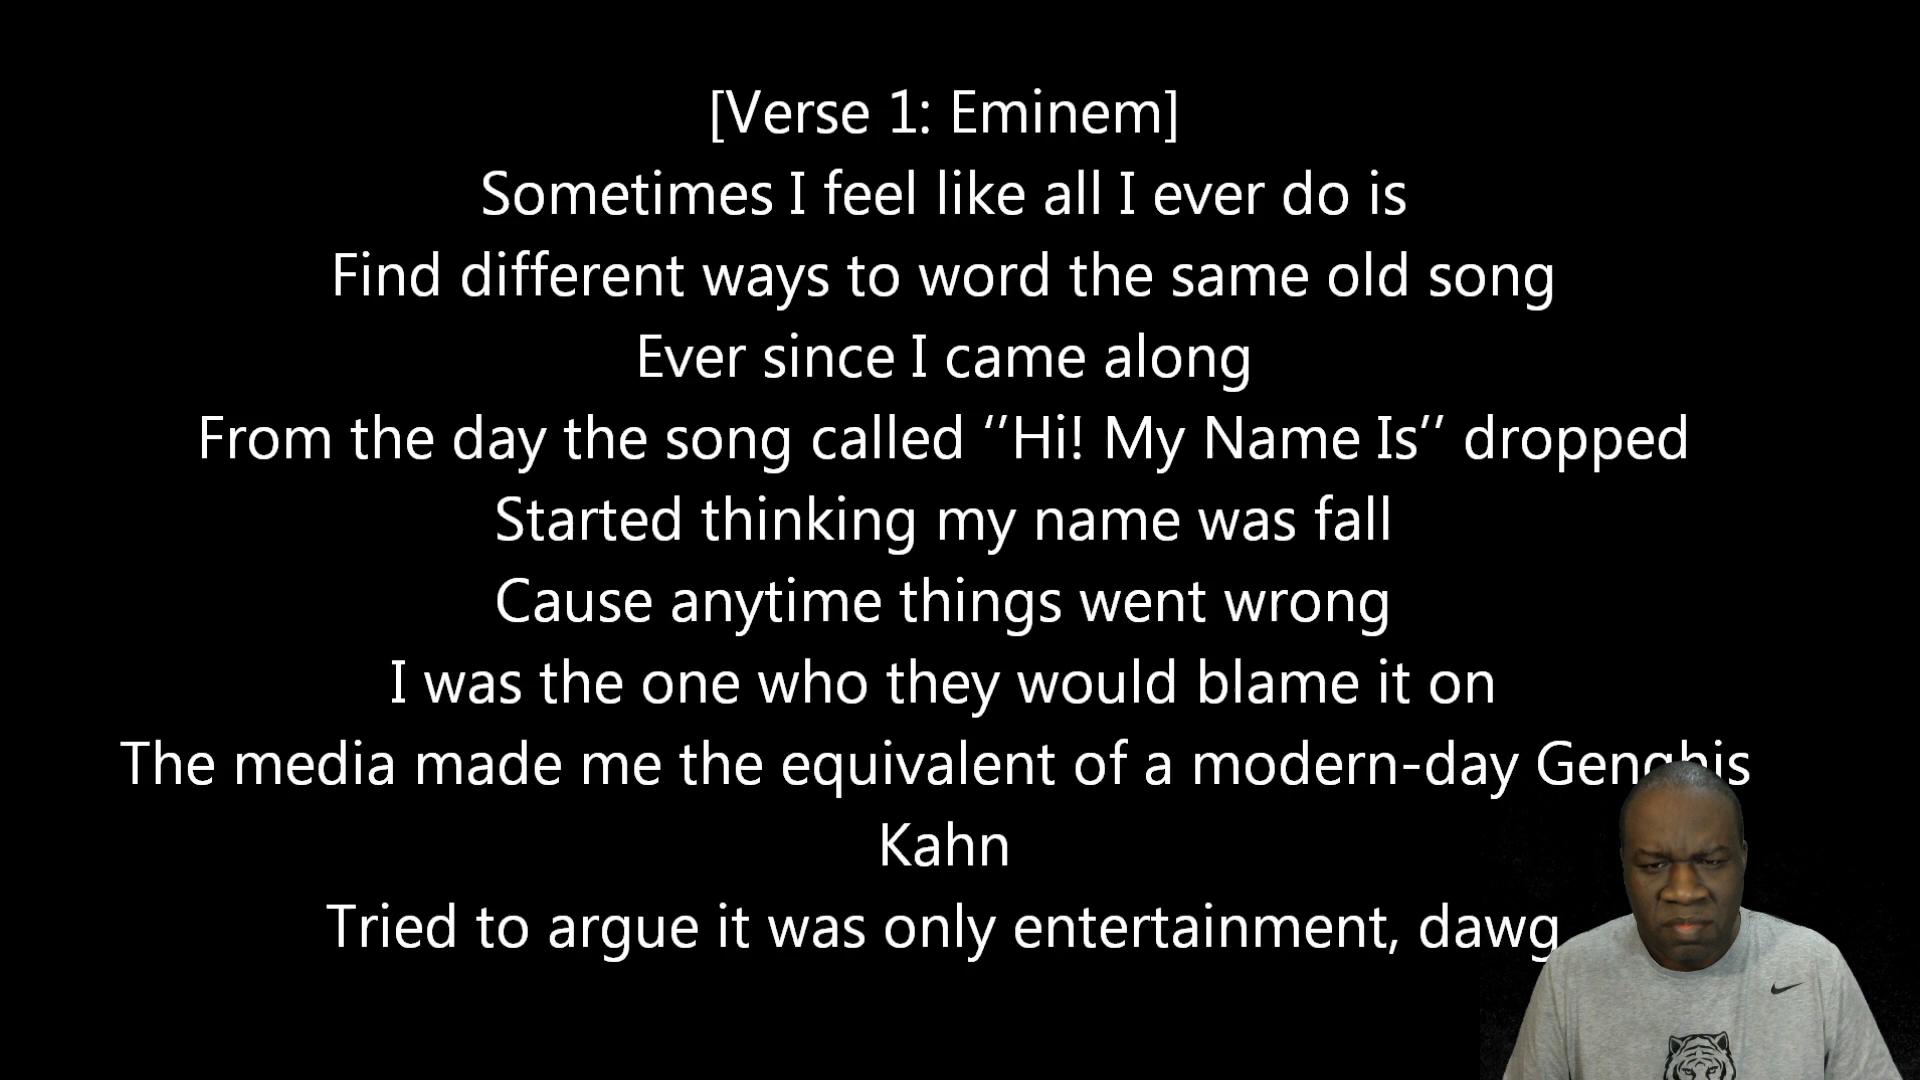 [Verse 1: Eminem]
Sometimes I feel like all I ever do is
Find different ways to word the same old song
Ever since I came along
From the day the song called ‘‘Hi! My Name Is’’ dropped
Started thinking my name was fall
Cause anytime things went wrong
I was the one who they would blame it on
The media made me the equivalent of a modern-day Genghis
Kahn
Tried to argue it was only entertainment, dawg